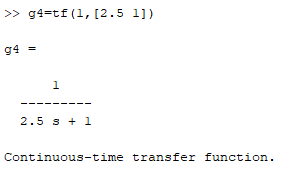 >> g4=tf(1,[2.5 1])
g4 =
1
---------
2.5 s + 1
Continuous-time transfer function.